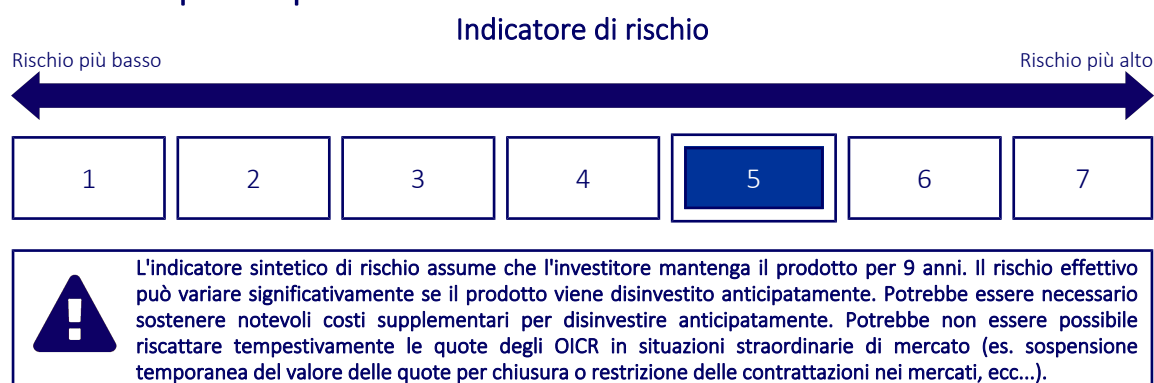 Indicatore di rischio
Rischio più basso
Rischio più alto
1
2
3
4
5
6
7
L'indicatore sintetico di rischio assume che l'investitore mantenga il prodotto per 9 anni. Il rischio effettivo
può variare significativamente se il prodotto viene disinvestito anticipatamente. Potrebbe essere necessario
sostenere notevoli costi supplementari per disinvestire anticipatamente. Potrebbe non essere possibile
riscattare tempestivamente le quote degli OICR in situazioni straordinarie di mercato (es. sospensione
temporanea del valore delle quote per chiusura o restrizione delle contrattazioni nei mercati, ecc...).